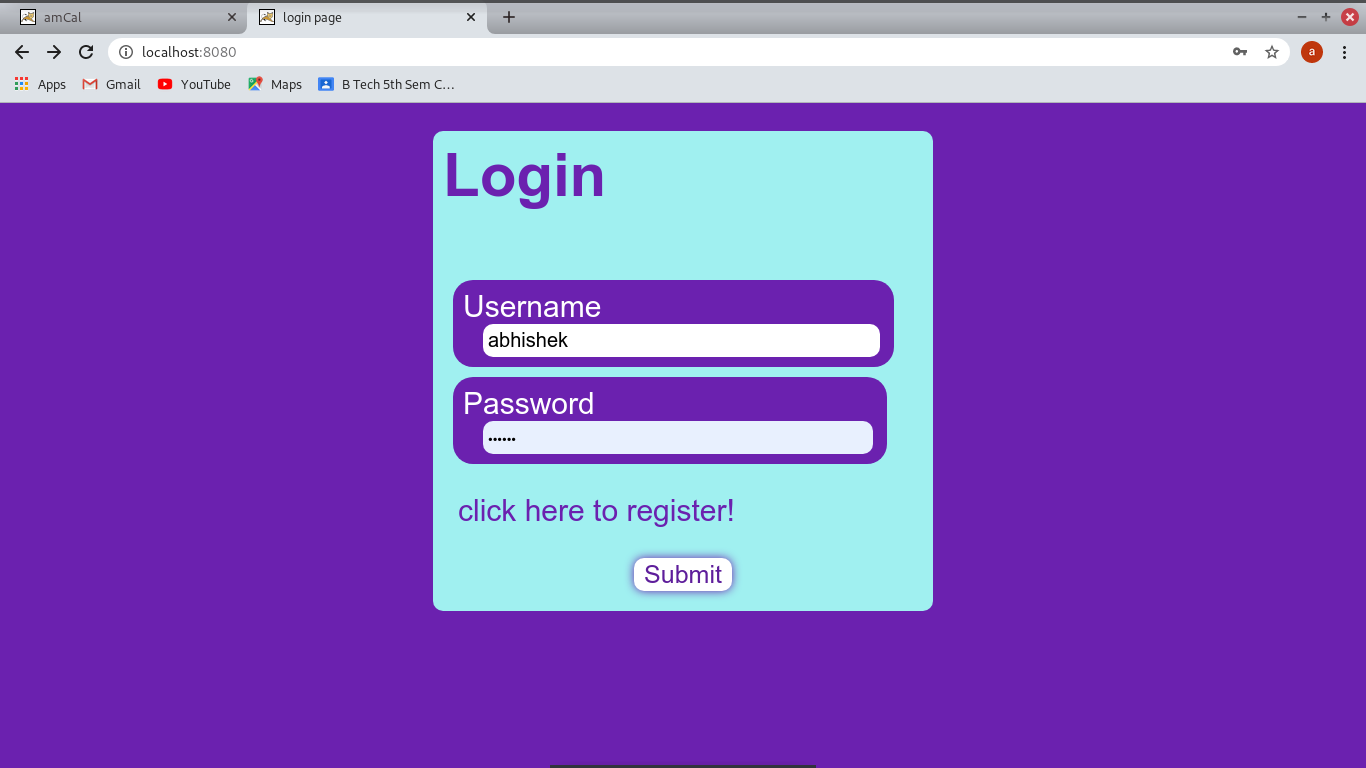 amCal
login page
localhost:8080
a
Apps
Gmail
YouTube
Maps
B Tech 5th Sem C...
Login
Username
abhishek
Password
••••••
click here to register!
Submit